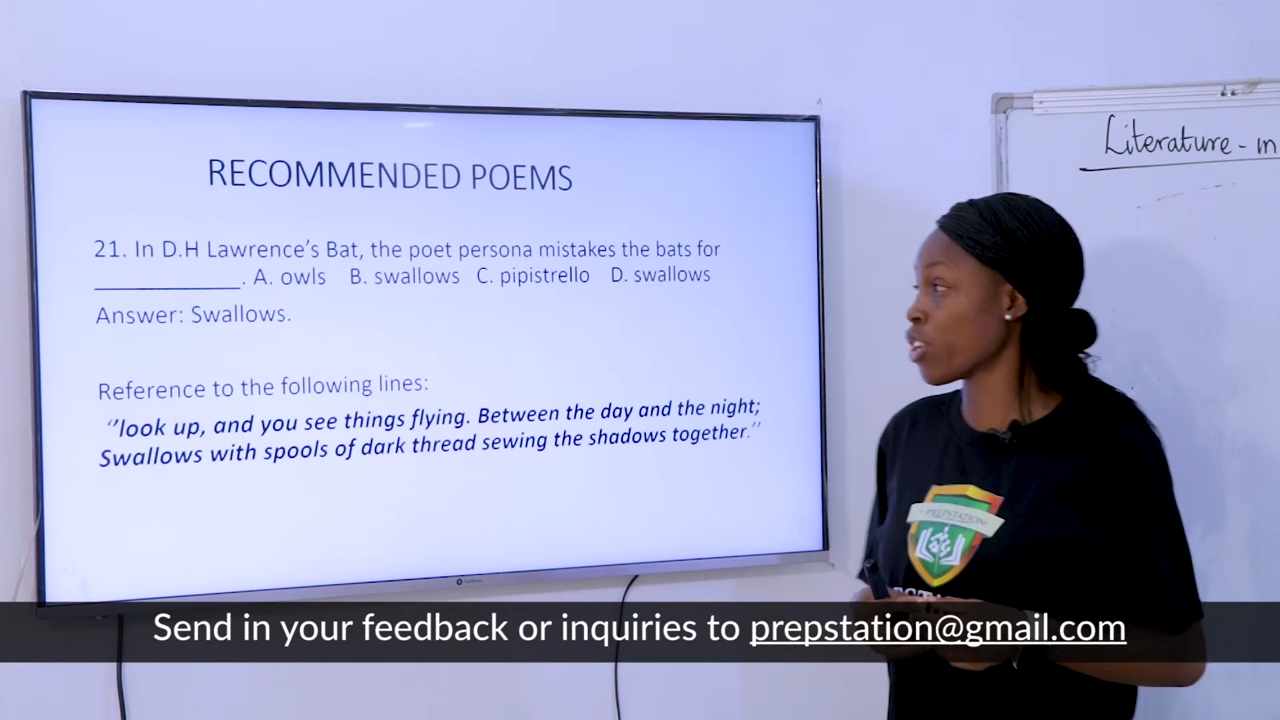 RECOMMENDED POEMS
21. In D.H Lawrence's Bat, the poet persona mistakes the bats for
____________. A. owls B. swallows C. pipistrello D. swallows
Answer: Swallows.
Reference to the following lines:
‘’look up, and you see things flying. Between the day and the night;
Swallows with spools of dark thread sewing the shadows together.’’
Literature - in
PREPSTATION
Send in your feedback or inquiries to prepstation@gmail.com